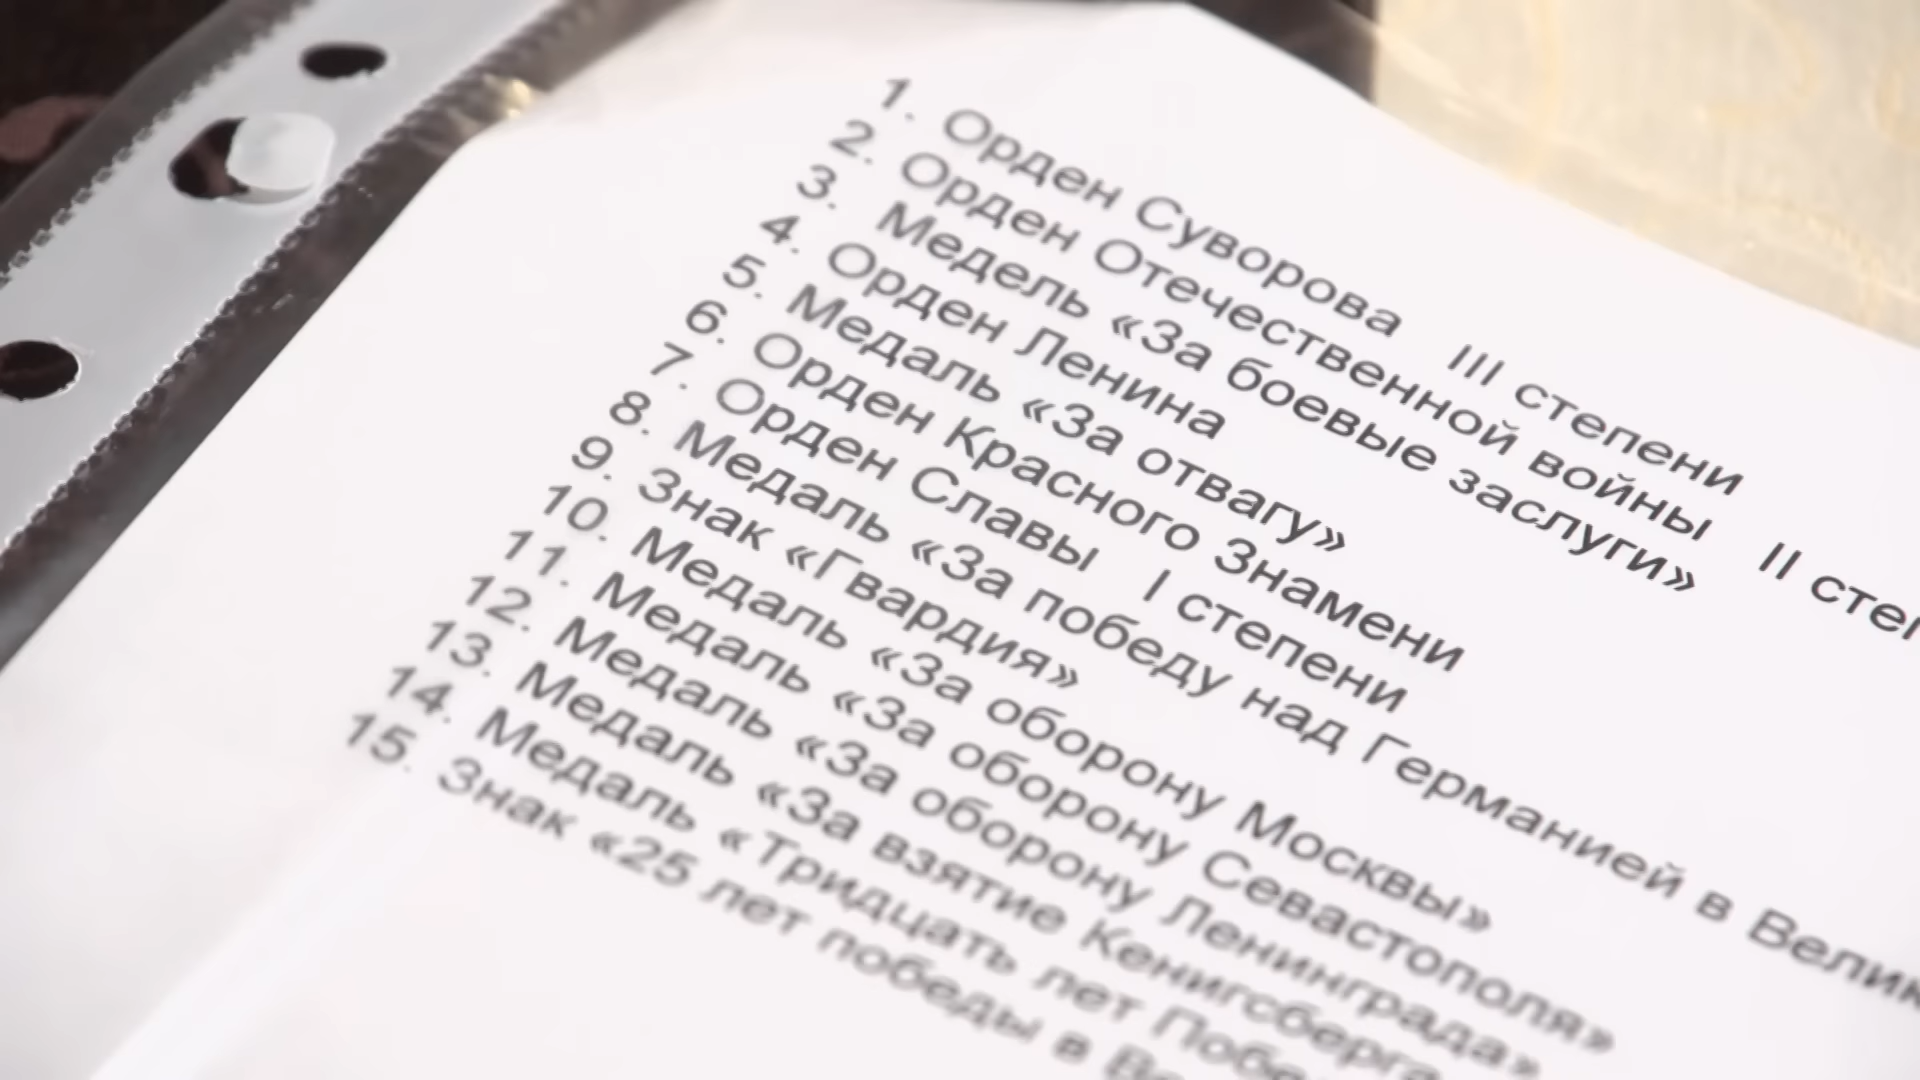 1. Орден Суворова III степени
2. Орден Отечественной войны II степ
3. Медель «За боевые заслуги»
4. Орден Ленина
5. Медаль «За отвагу»
6. Орден Красного Знамени
7. Орден Славы I степени
8. Медаль «За победу над Германией в Велик
9. Знак «Гвардия»
10. Медаль «За оборону Москвы»
11. Медаль «За оборону Севастополя»
12. Медаль «За оборону Ленинграда»
13. Медаль «За взятие Кенигсберга
14. Медаль «Тридцать лет Побе
15. Знак «25 лет победы в Ве